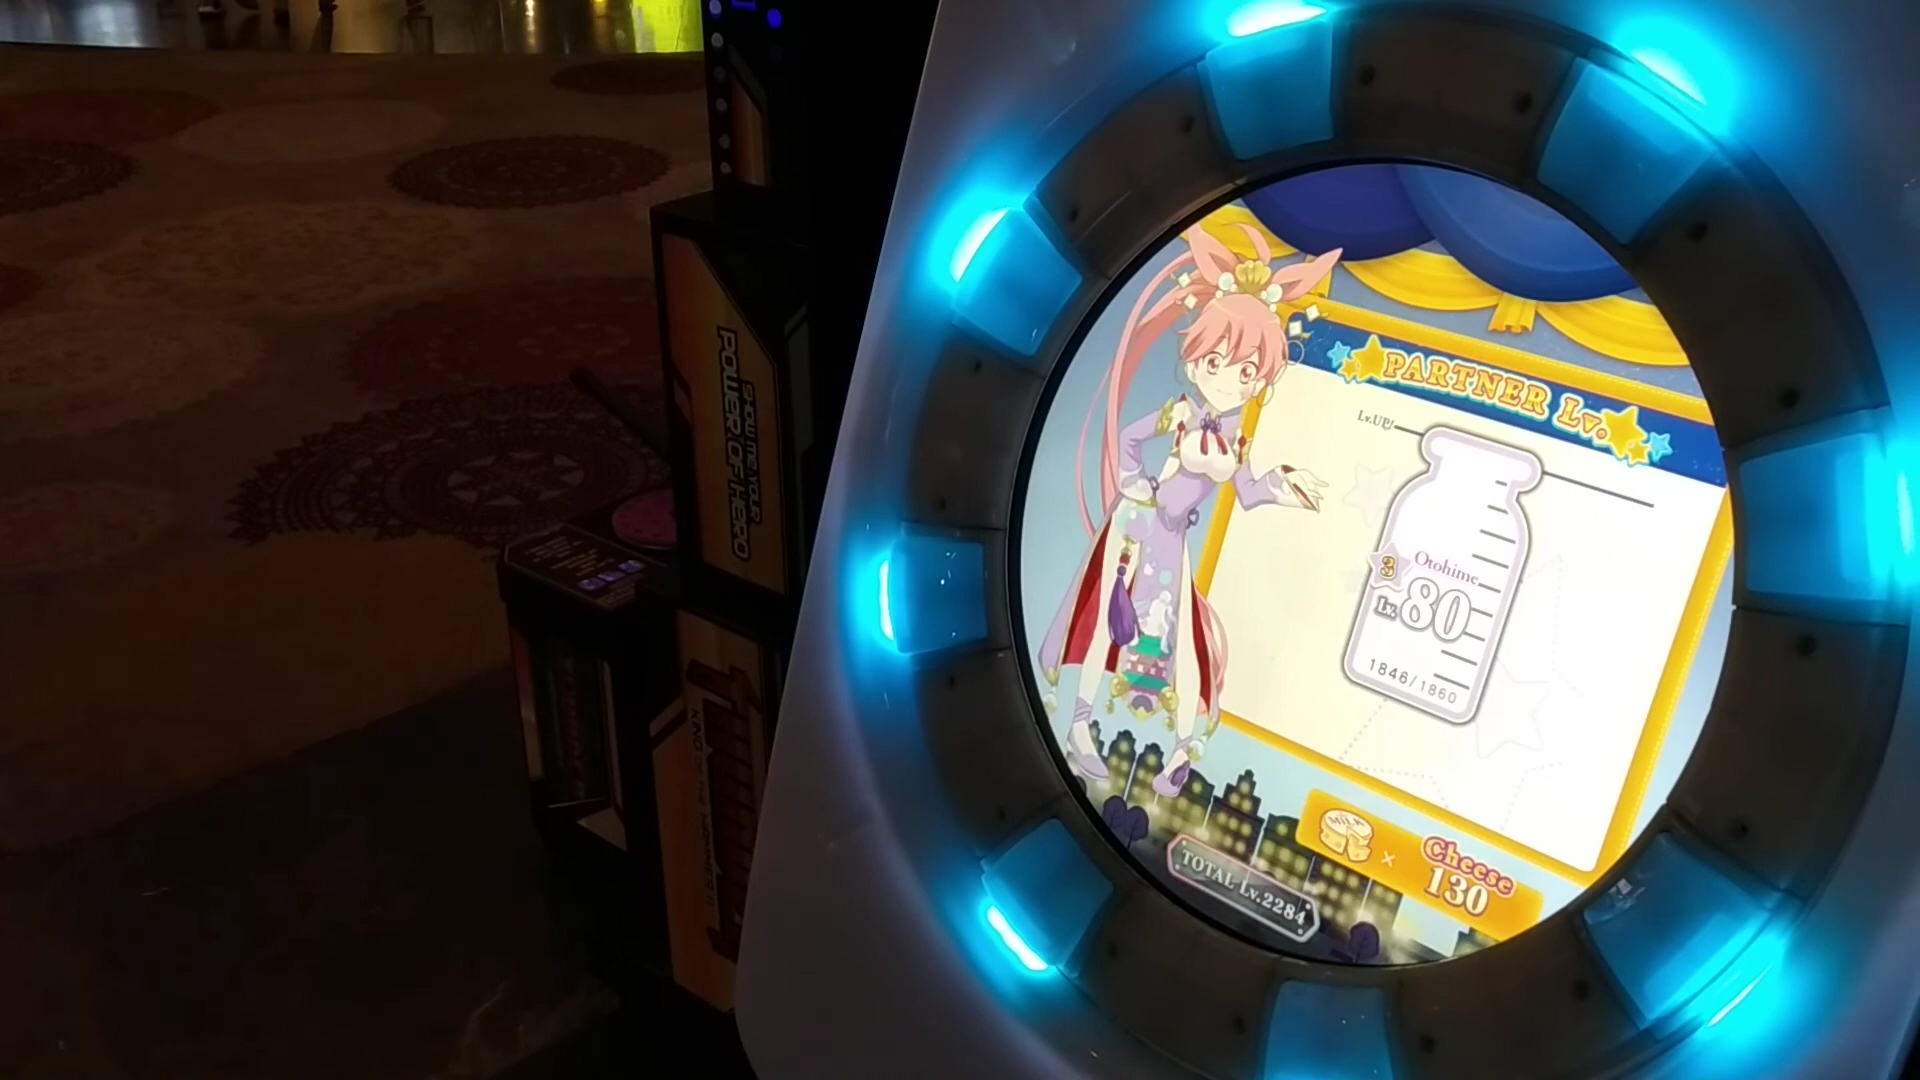 SHOW ME YOUR
POWER OF HERO
PARTNER Lv.
Lv.UP!
3
Otohime
Lv.80
1846/1860
MILK
×
Cheese
130
TOTAL Lv.2284